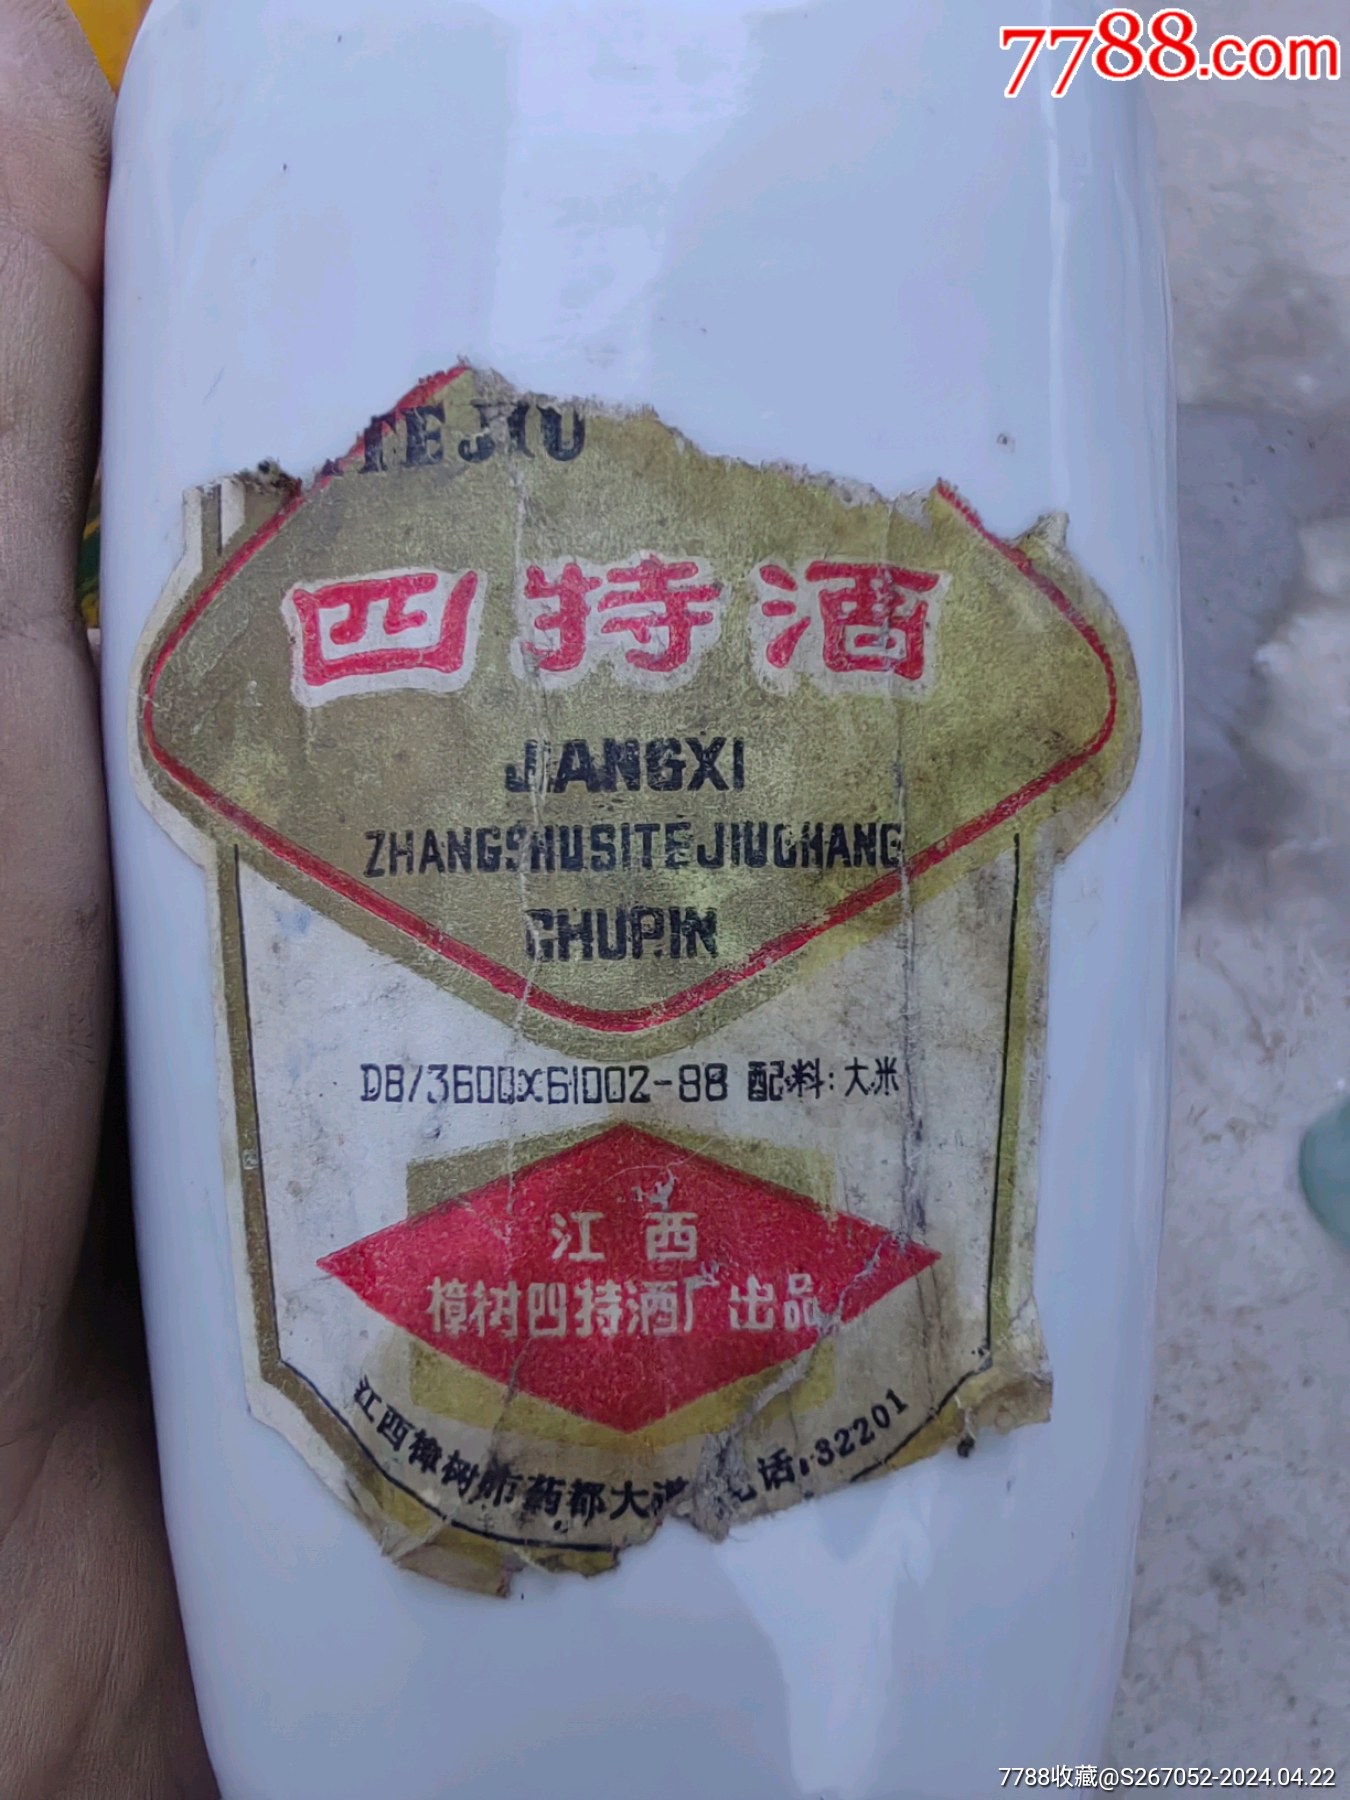 7788.com
TEJIU
四特酒
JIANGXI
ZHANGSHUSITEJIUCHANG
CHUPIN
DB/3600X61002-88 配料:大米
江西
樟树四特酒厂出品
江西樟树市药都大道 电话:32201
7788收藏@S267052-2024.04.22